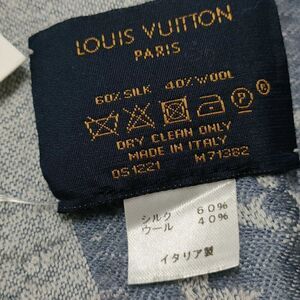 LOUIS VUITTON
PARIS
60% SILK 40% WOOL
P
DRY CLEAN ONLY
MADE IN ITALY
DS1221 M71382
シルク 60%
ウール 40%
イタリア製